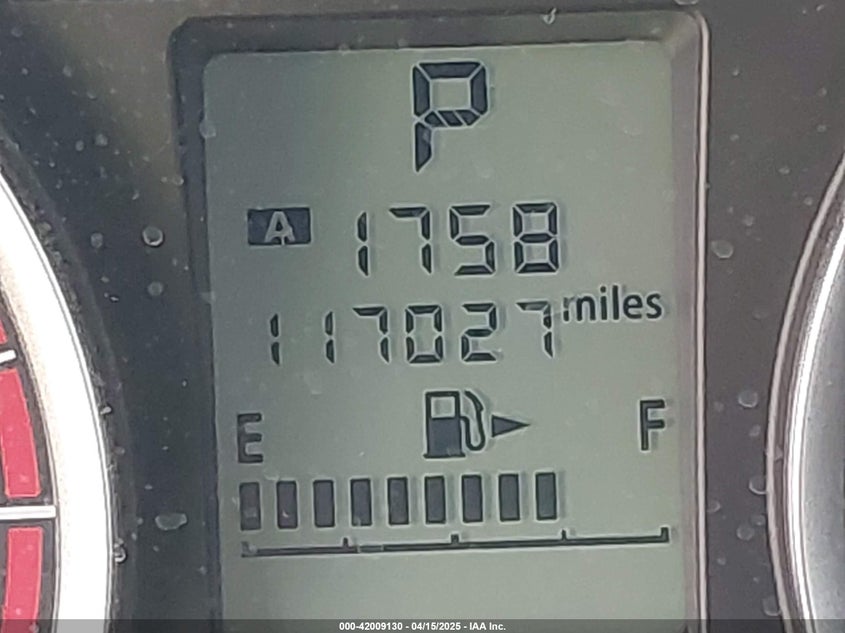 P
A 1758
117027 miles
E F
000-42009130 - 04/15/2025 - IAA Inc.